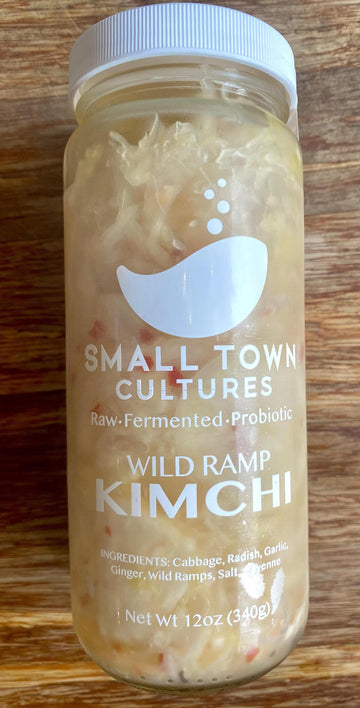 SMALL TOWN
CULTURES
Raw•Fermented•Probiotic
WILD RAMP
KIMCHI
INGREDIENTS: Cabbage, Radish, Garlic,
Ginger, Wild Ramps, Salt,
Net Wt 12oz (340g)